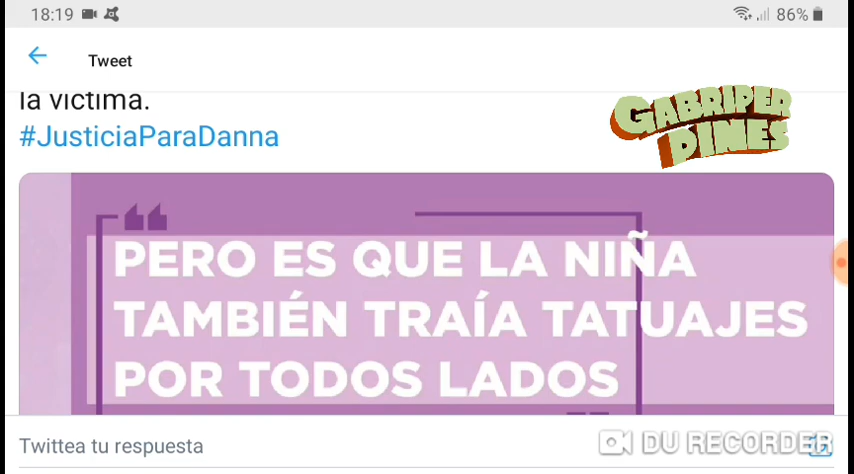 18:19
86%
Tweet
la víctima.
#JusticiaParaDanna
GABRIPER
PINES
PERO ES QUE LA NIÑA
TAMBIÉN TRAÍA TATUAJES
POR TODOS LADOS
Twittea tu respuesta
DU RECORDER